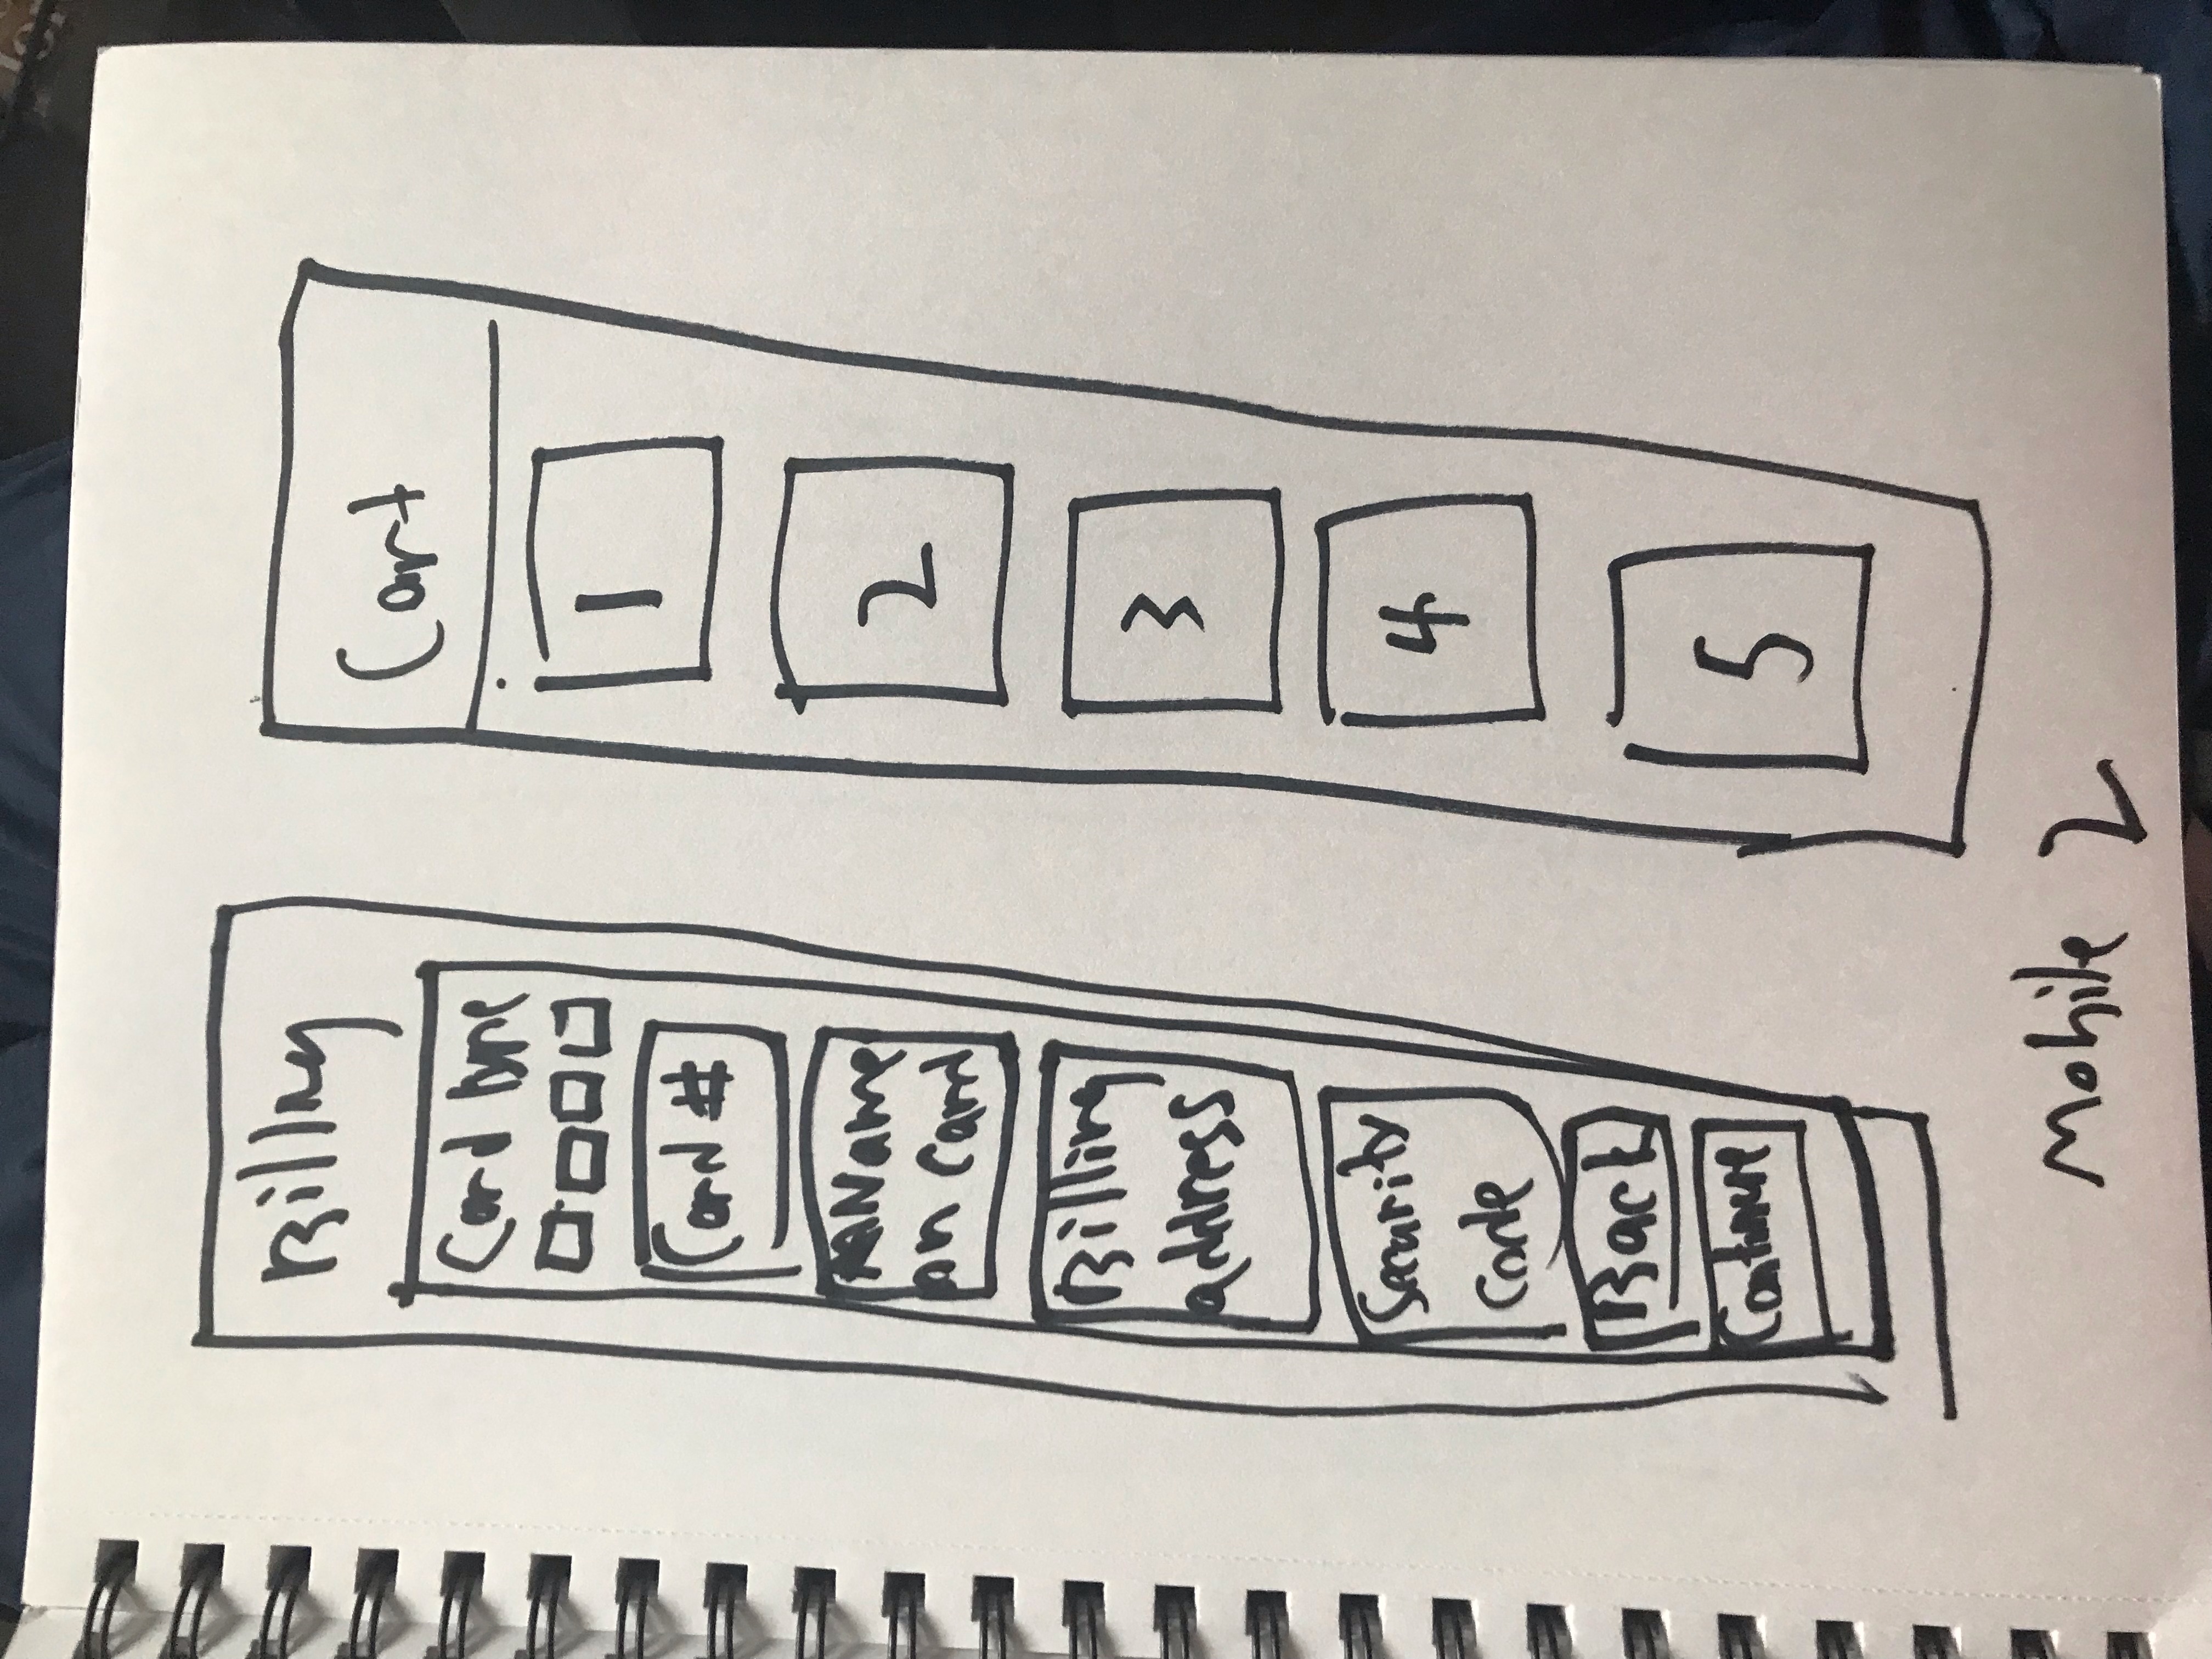 Billing
Card type
Card #
Name
on Card
Billing
address
Security
Code
Back
Continue
Cart
1
2
3
4
5
Mobile 2